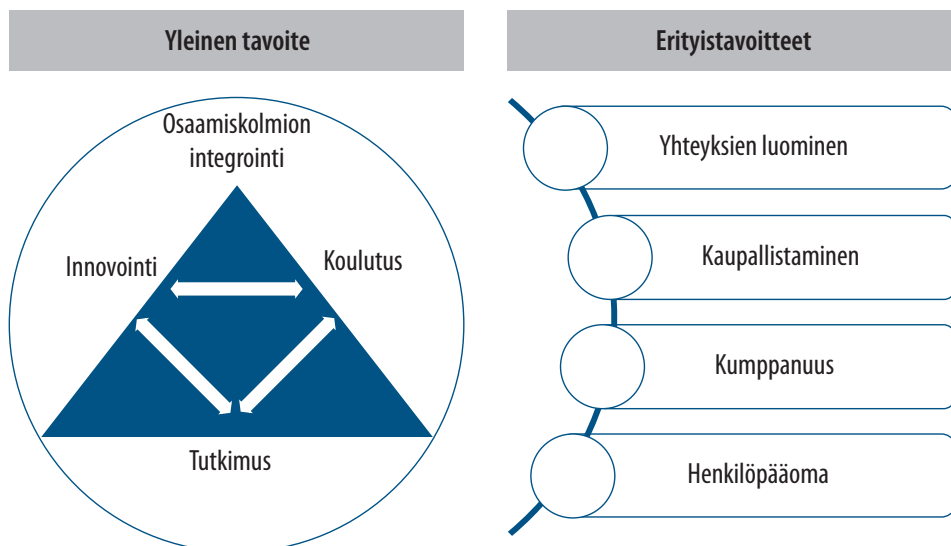 Yleinen tavoite
Osaamiskolmion
integrointi
Innovointi
Koulutus
Tutkimus
Erityistavoitteet
Yhteyksien luominen
Kaupallistaminen
Kumppanuus
Henkilöpääoma